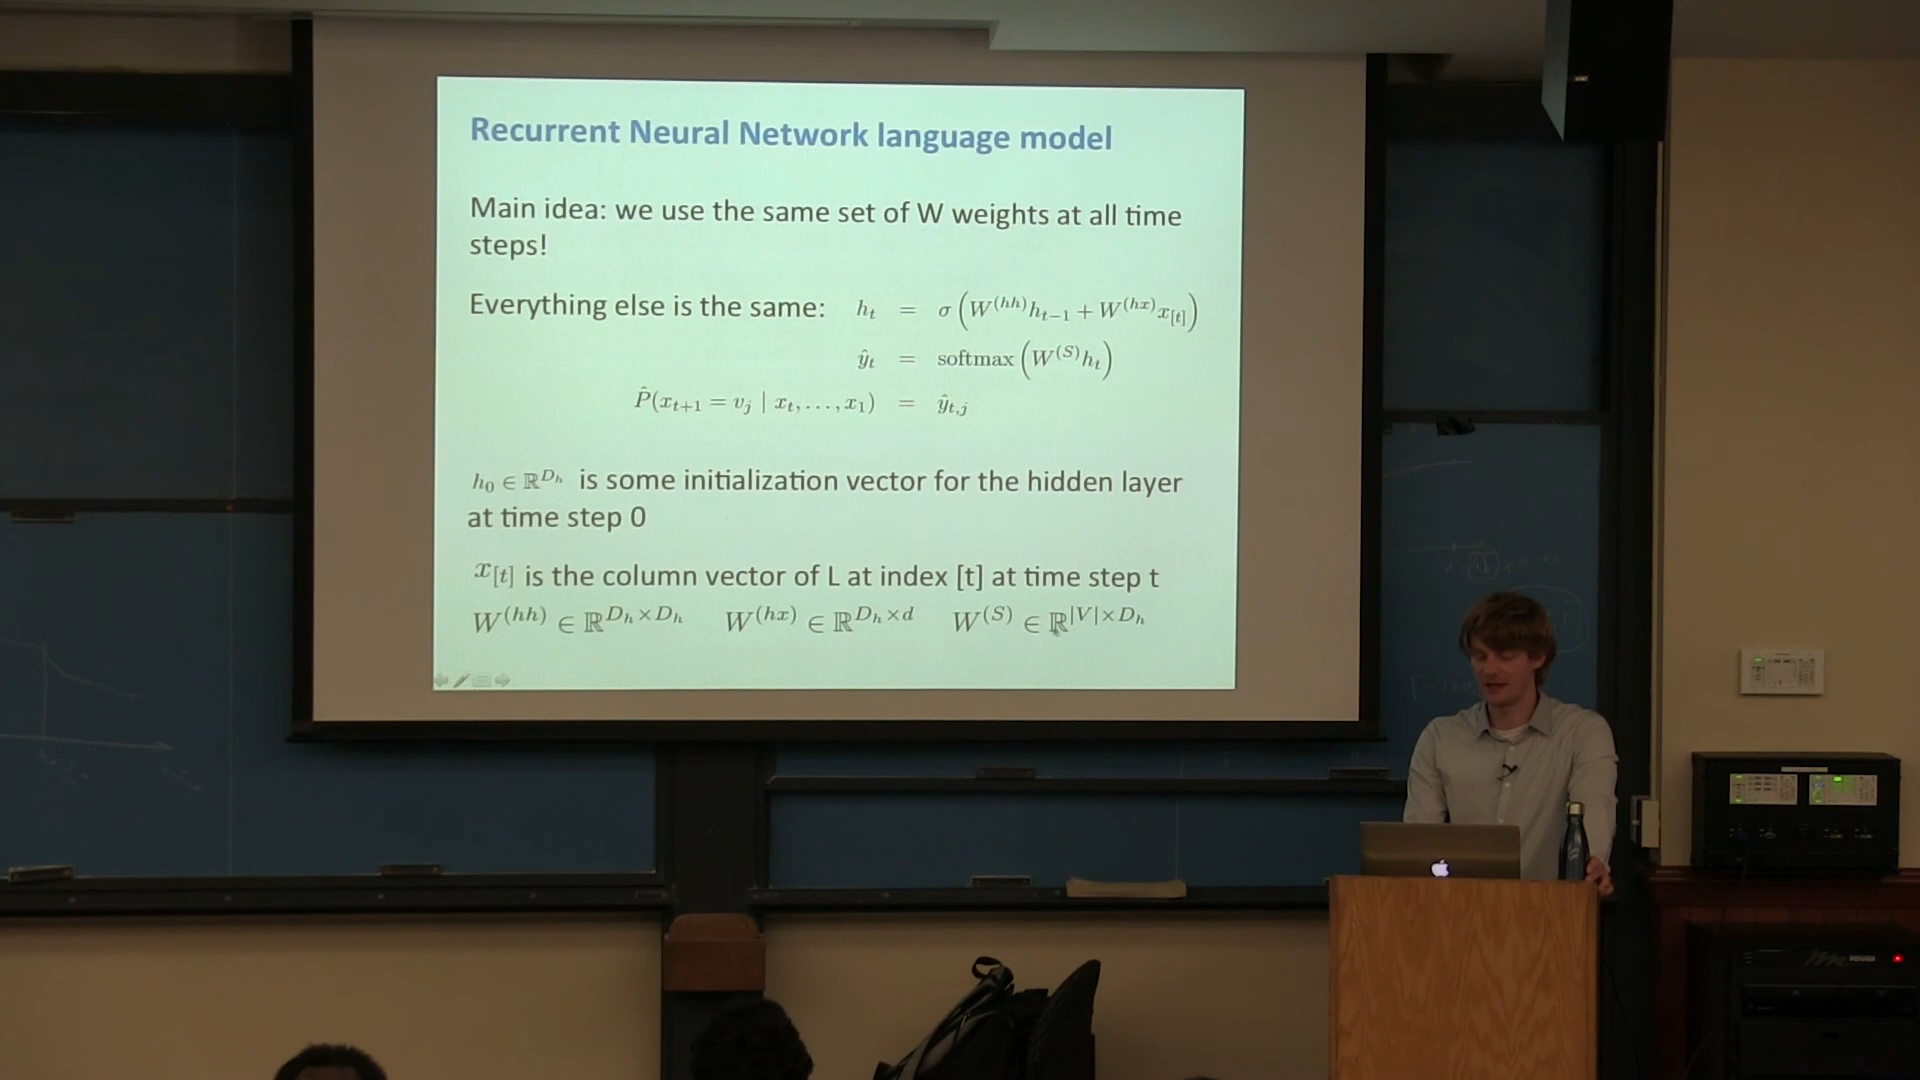 Recurrent Neural Network language model
Main idea: we use the same set of W weights at all time
steps!
Everything else is the same: h_t = σ(W^{(hh)} h_{t−1} + W^{(hx)} x_{[t]})
ŷ_t = softmax(W^{(S)} h_t)
P̂(x_{t+1} = v_j | x_t, …, x_1) = ŷ_{t,j}
h_0 ∈ ℝ^{D_h} is some initialization vector for the hidden layer
at time step 0
x_{[t]} is the column vector of L at index [t] at time step t
W^{(hh)} ∈ ℝ^{D_h × D_h} W^{(hx)} ∈ ℝ^{D_h × d} W^{(S)} ∈ ℝ^{|V| × D_h}